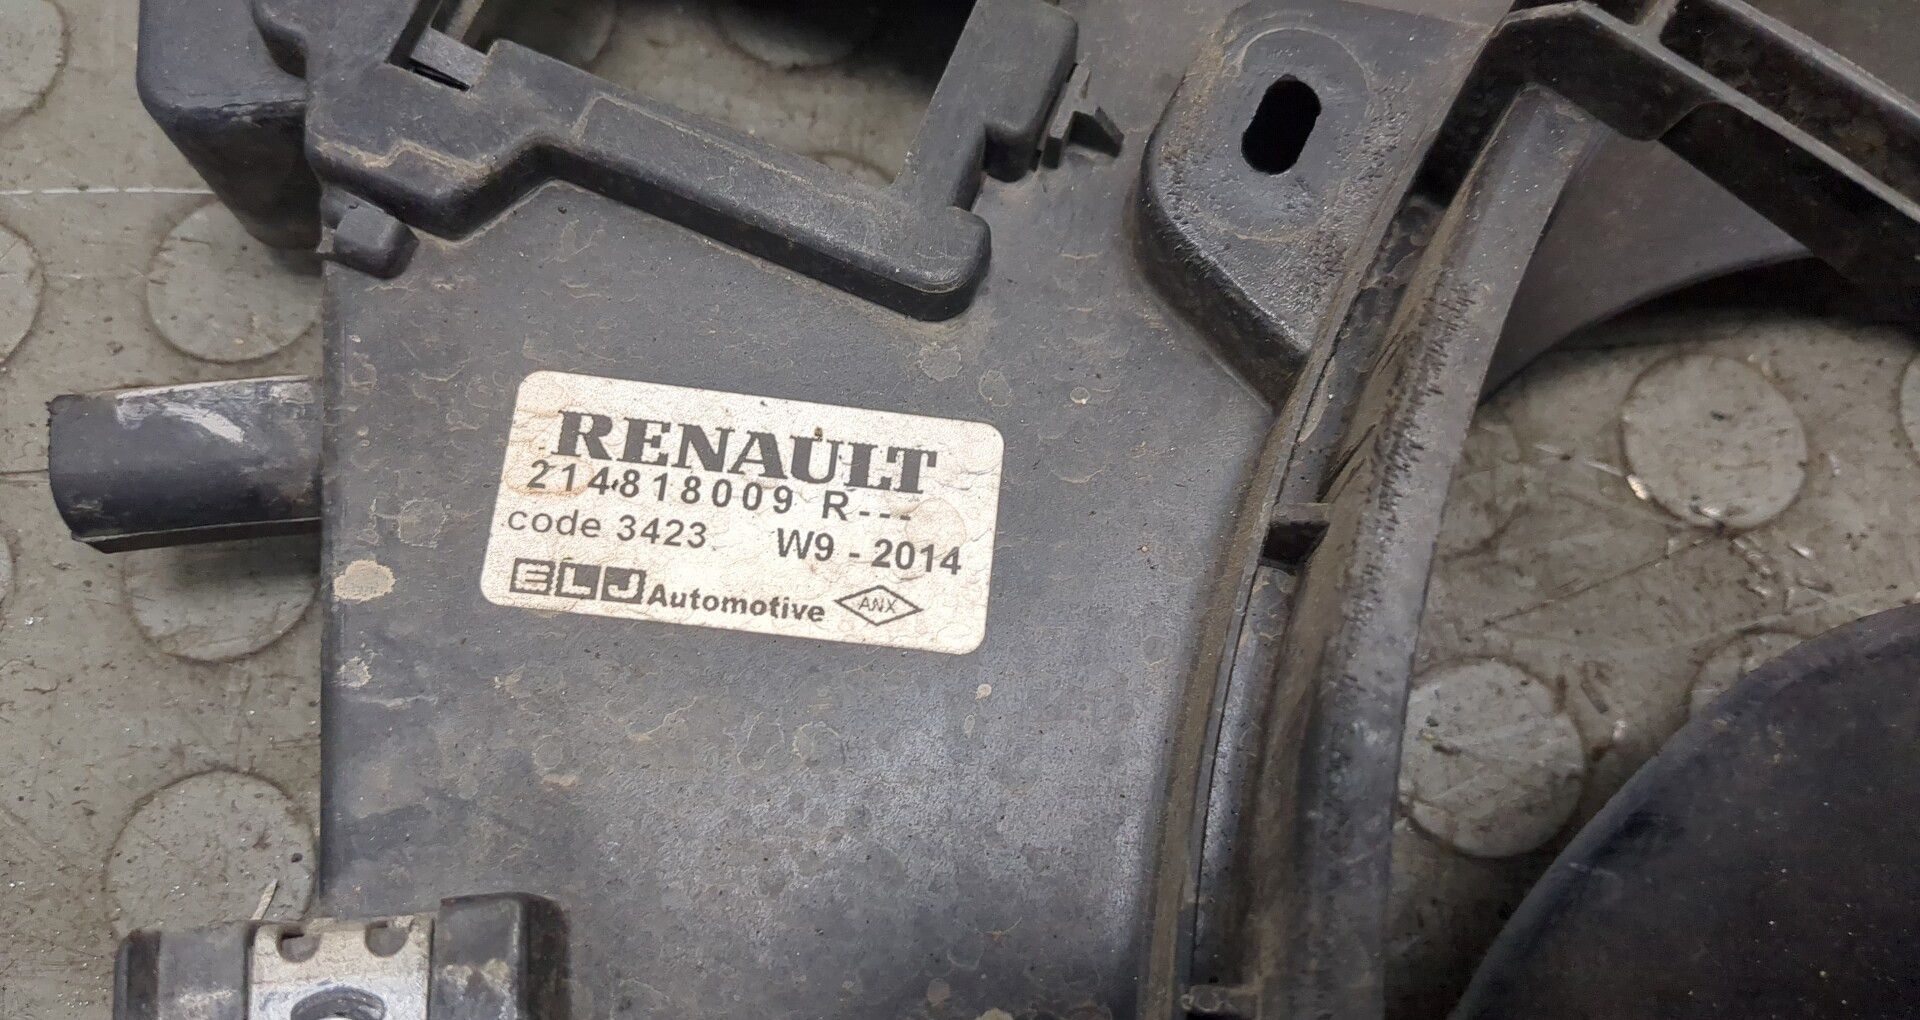 RENAULT
214818009 R---
code 3423 W9 - 2014
ELJ Automotive ANX